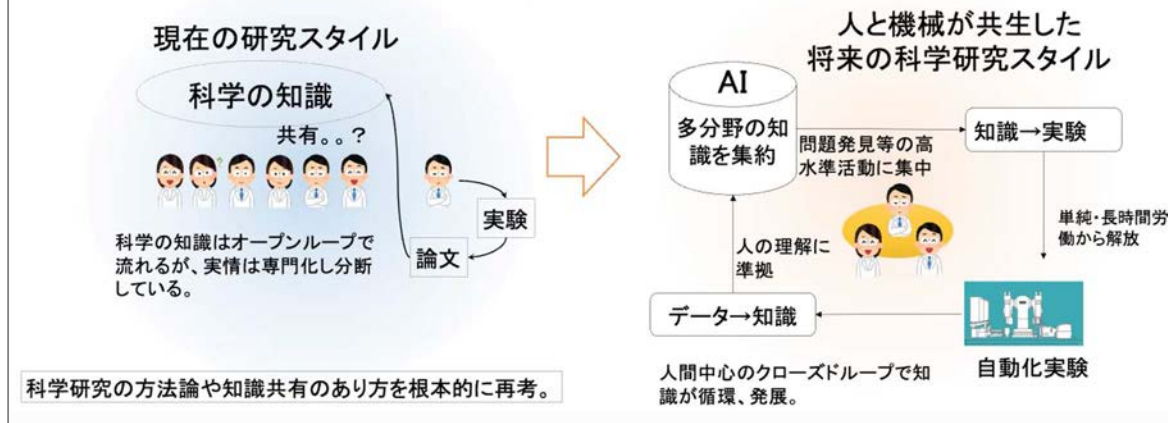 現在の研究スタイル
科学の知識
共有。。？
?
実験
論文
科学の知識はオープンループで
流れるが、実情は専門化し分断
している。
科学研究の方法論や知識共有のあり方を根本的に再考。
人と機械が共生した
将来の科学研究スタイル
AI
多分野の知
識を集約
問題発見等の高
水準活動に集中
知識→実験
単純・長時間労
働から解放
人の理解に
準拠
データ→知識
自動化実験
人間中心のクローズドループで知
識が循環、発展。